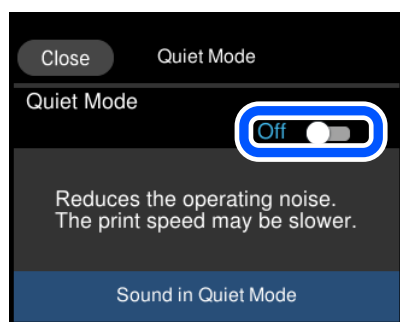 Close
Quiet Mode
Quiet Mode
Off
Reduces the operating noise.
The print speed may be slower.
Sound in Quiet Mode